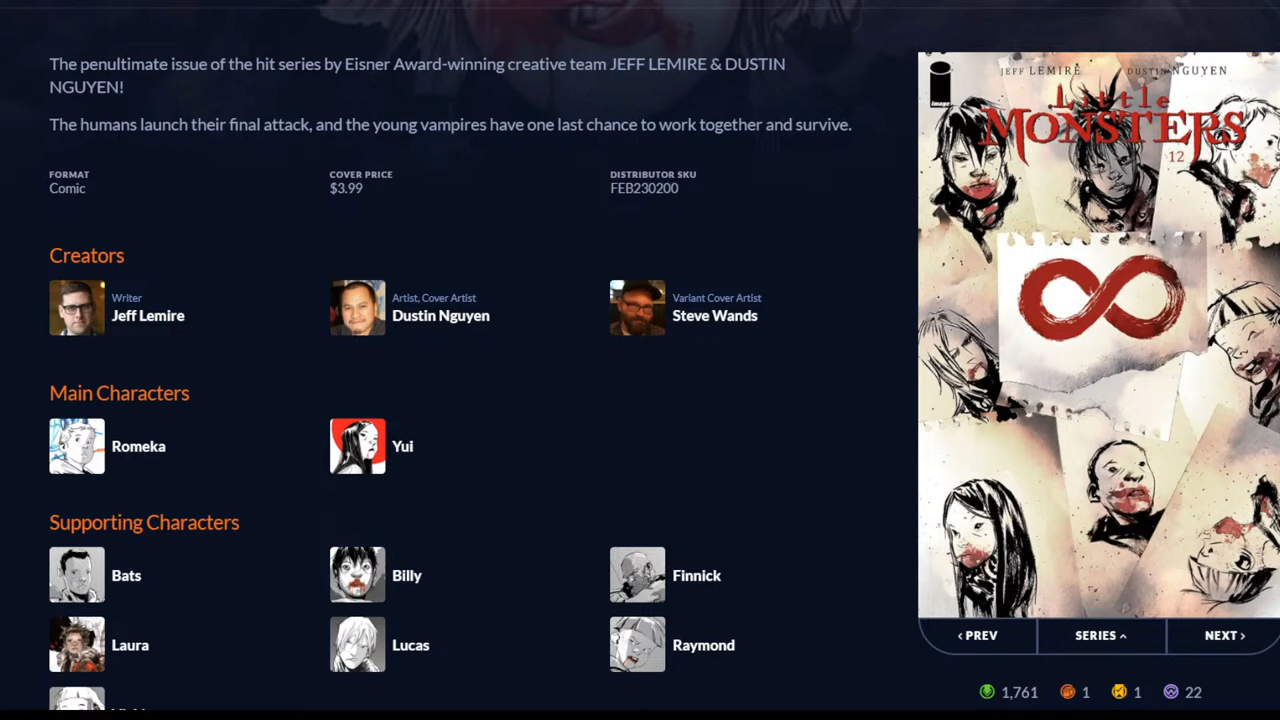 The penultimate issue of the hit series by Eisner Award-winning creative team JEFF LEMIRE & DUSTIN
NGUYEN!
The humans launch their final attack, and the young vampires have one last chance to work together and survive.
FORMAT
Comic
COVER PRICE
$3.99
DISTRIBUTOR SKU
FEB230200
Creators
Writer
Jeff Lemire
Artist, Cover Artist
Dustin Nguyen
Variant Cover Artist
Steve Wands
Main Characters
Romeka
Yui
Supporting Characters
Bats
Billy
Finnick
Laura
Lucas
Raymond
image
JEFF LEMIRE
DUSTIN NGUYEN
Little
MONSTERS
12
‹ PREV
SERIES ^
NEXT ›
1,761
1
1
22